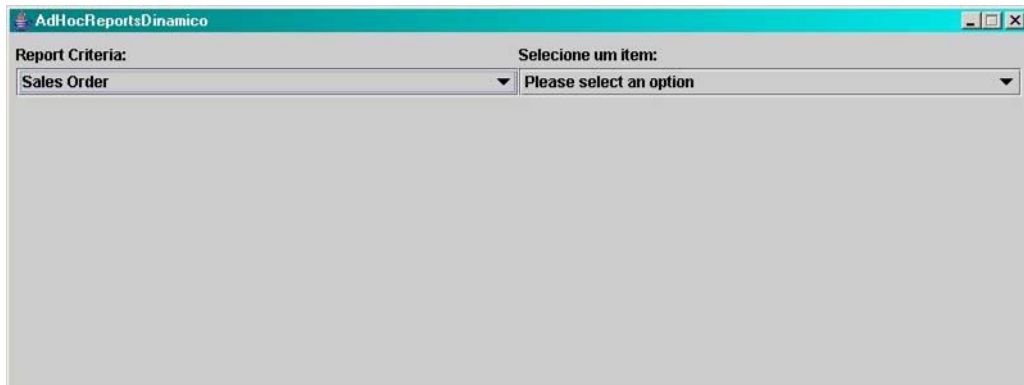 AdHocReportsDinamico
Report Criteria: Selecione um item:
Sales Order Please select an option